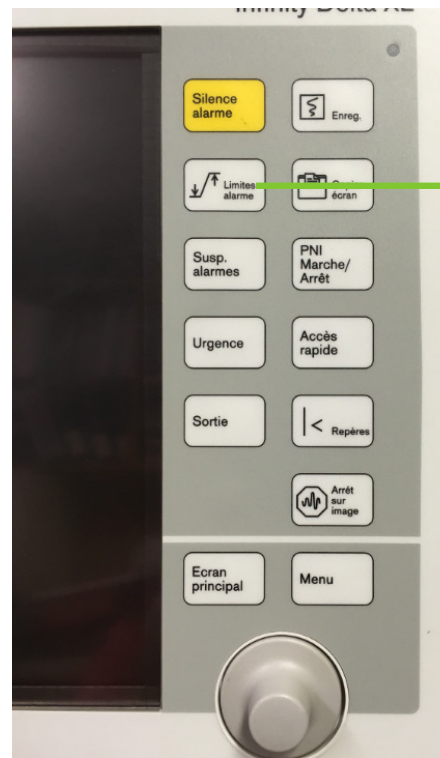 Infinity Delta XL
Silence
alarme
Enreg.
Limites
alarme
Copie
écran
Susp.
alarmes
PNI
Marche/
Arrêt
Urgence
Accès
rapide
Sortie
Repères
Arrêt
sur
image
Ecran
principal
Menu